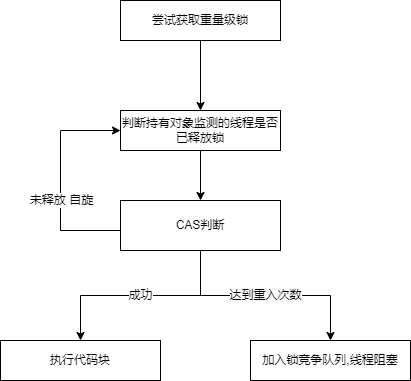 尝试获取重量级锁
判断持有对象监测的线程是否
已释放锁
未释放 自旋
CAS判断
成功
达到重入次数
执行代码块
加入锁竞争队列,线程阻塞